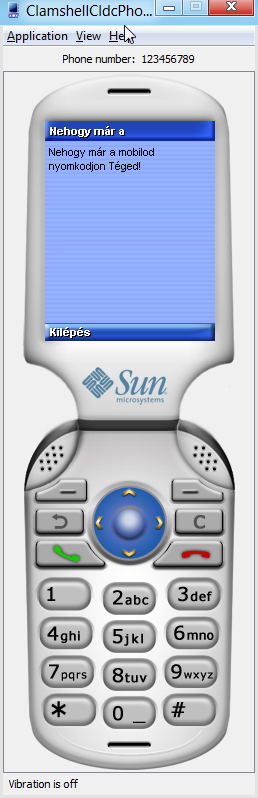 ClamshellCldcPho...
Application View He
Phone number: 123456789
Nehogy már a
Nehogy már a mobilod
nyomkodjon Téged!
Kilépés
Sun
microsystems
C
1 2abc 3def
4ghi 5jkl 6mno
7pqrs 8tuv 9wxyz
* 0 _ #
Vibration is off